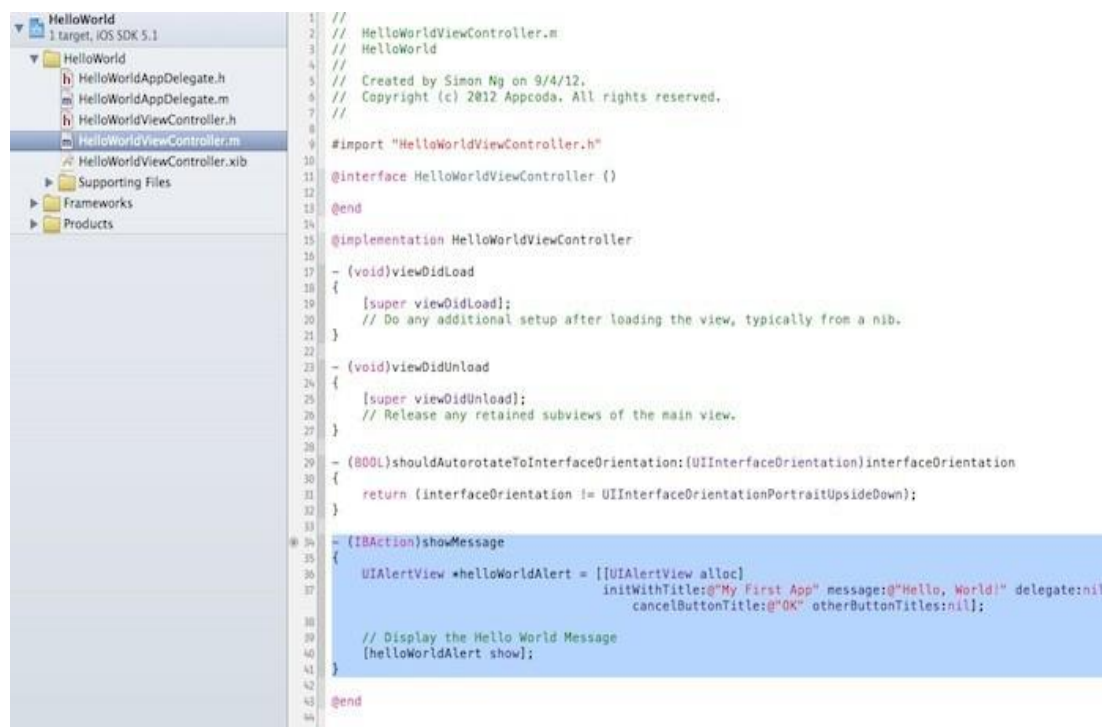 HelloWorld
1 target, iOS SDK 5.1
HelloWorld
HelloWorldAppDelegate.h
HelloWorldAppDelegate.m
HelloWorldViewController.h
HelloWorldViewController.m
HelloWorldViewController.xib
Supporting Files
Frameworks
Products
1 //
2 // HelloWorldViewController.m
3 // HelloWorld
4 //
5 // Created by Simon Ng on 9/4/12.
6 // Copyright (c) 2012 Appcoda. All rights reserved.
7 //
8
9 #import "HelloWorldViewController.h"
10
11 @interface HelloWorldViewController ()
12
13 @end
14
15 @implementation HelloWorldViewController
16
17 - (void)viewDidLoad
18 {
19 [super viewDidLoad];
20 // Do any additional setup after loading the view, typically from a nib.
21 }
22
23 - (void)viewDidUnload
24 {
25 [super viewDidUnload];
26 // Release any retained subviews of the main view.
27 }
28
29 - (BOOL)shouldAutorotateToInterfaceOrientation:(UIInterfaceOrientation)interfaceOrientation
30 {
31 return (interfaceOrientation != UIInterfaceOrientationPortraitUpsideDown);
32 }
33
34 - (IBAction)showMessage
35 {
36 UIAlertView *helloWorldAlert = [[UIAlertView alloc]
37 initWithTitle:@"My First App" message:@"Hello, World!" delegate:nil
cancelButtonTitle:@"OK" otherButtonTitles:nil];
38
39 // Display the Hello World Message
40 [helloWorldAlert show];
41 }
42
43 @end
44